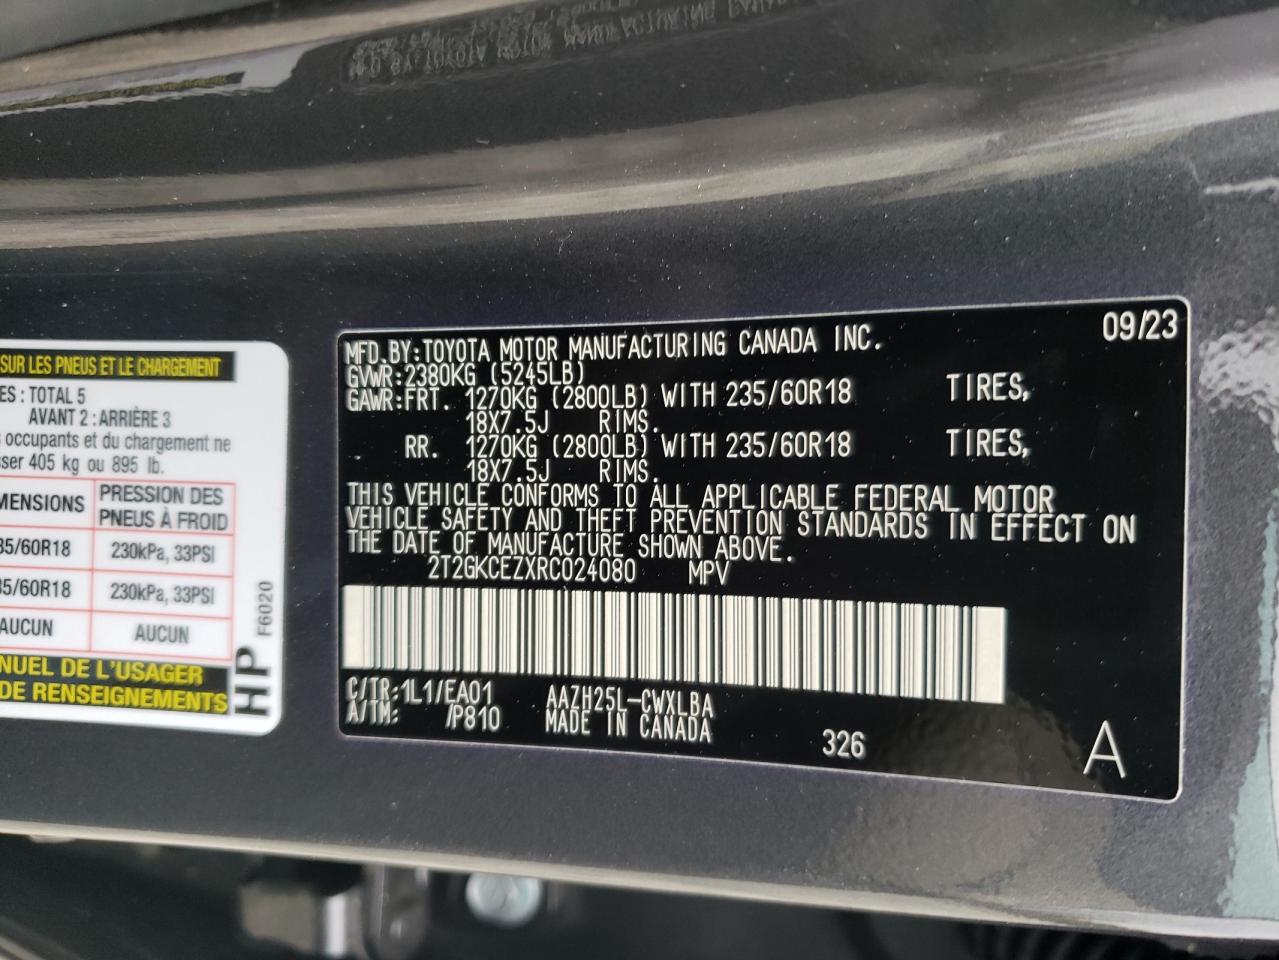 SUR LES PNEUS ET LE CHARGEMENT
ES : TOTAL 5
AVANT 2 : ARRIÈRE 3
occupants et du chargement ne
ser 405 kg ou 895 lb.
MENSIONS PRESSION DES
PNEUS À FROID
35/60R18 230kPa, 33PSI
35/60R18 230kPa, 33PSI
AUCUN AUCUN
NUEL DE L'USAGER
DE RENSEIGNEMENTS
HP
F6020
09/23
MFD.BY:TOYOTA MOTOR MANUFACTURING CANADA INC.
GVWR:2380KG (5245LB)
GAWR:FRT. 1270KG (2800LB) WITH 235/60R18 TIRES,
18X7.5J RIMS.
RR. 1270KG (2800LB) WITH 235/60R18 TIRES,
18X7.5J RIMS.
THIS VEHICLE CONFORMS TO ALL APPLICABLE FEDERAL MOTOR
VEHICLE SAFETY AND THEFT PREVENTION STANDARDS IN EFFECT ON
THE DATE OF MANUFACTURE SHOWN ABOVE.
2T2GKCEZXRC024080 MPV
C/TR:1L1/EA01 AAZH25L-CWXLBA
A/TM: /P810 MADE IN CANADA
326
A